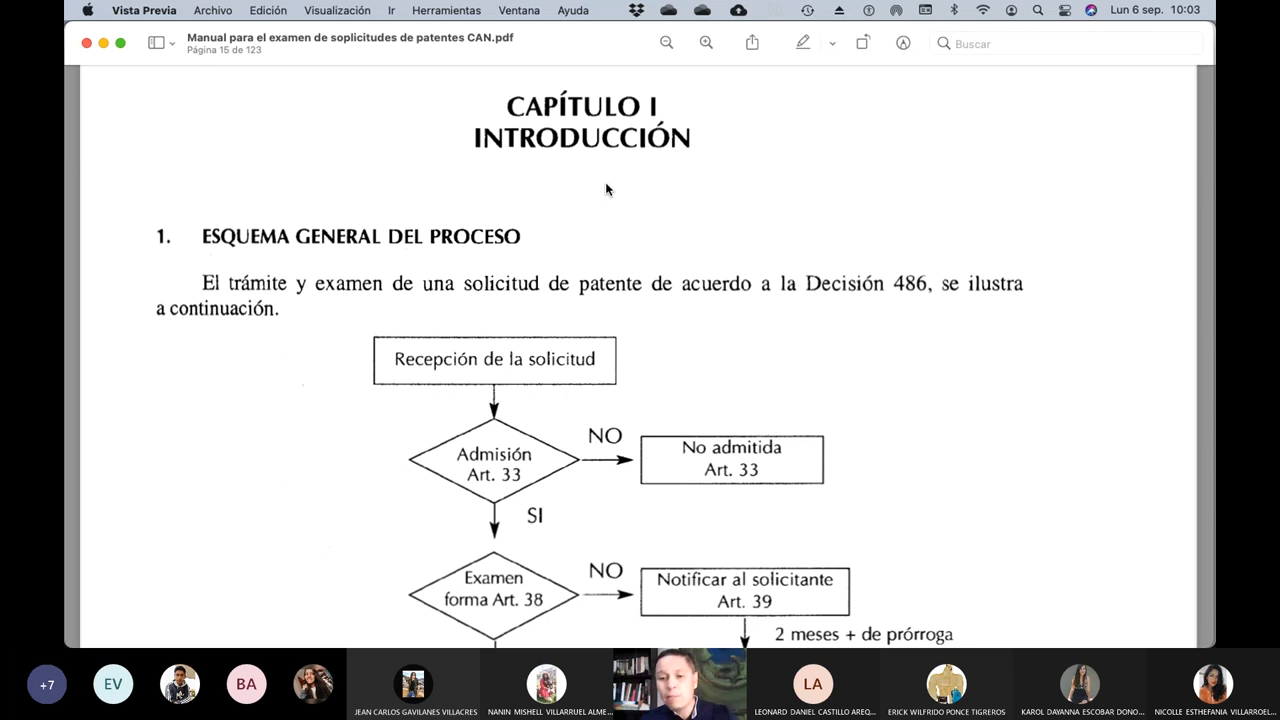 Vista Previa Archivo Edición Visualización Ir Herramientas Ventana Ayuda Lun 6 sep. 10:03
Manual para el examen de soplicitudes de patentes CAN.pdf
Página 15 de 123
Buscar
CAPÍTULO I
INTRODUCCIÓN
1. ESQUEMA GENERAL DEL PROCESO
El trámite y examen de una solicitud de patente de acuerdo a la Decisión 486, se ilustra
a continuación.
Recepción de la solicitud
Admisión
Art. 33
NO
No admitida
Art. 33
SI
Examen
forma Art. 38
NO
Notificar al solicitante
Art. 39
2 meses + de prórroga
+7
EV
BA
JEAN CARLOS GAVILANES VILLACRES
NANIN MISHELL VILLARRUEL ALME...
LA
LEONARD DANIEL CASTILLO AREQ...
ERICK WILFRIDO PONCE TIGREROS
KAROL DAYANNA ESCOBAR DONO...
NICOLLE ESTHEFANIA VILLARROEL...